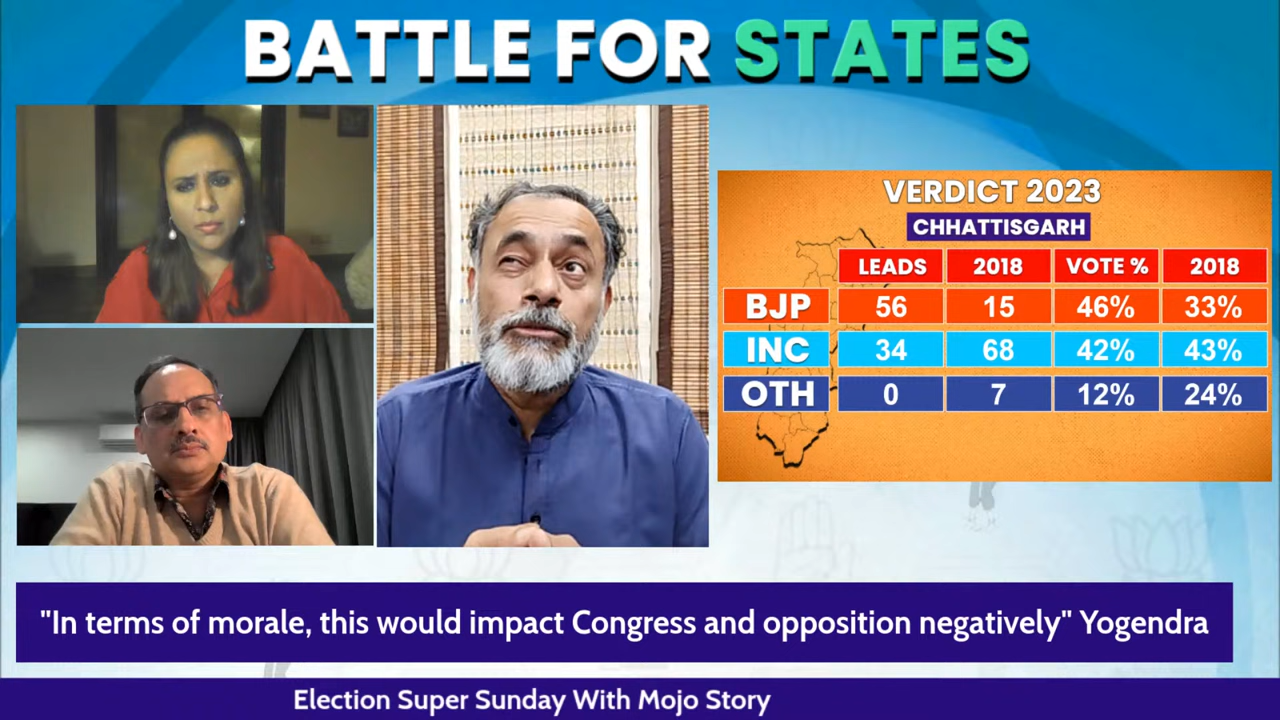 BATTLE FOR STATES
VERDICT 2023
CHHATTISGARH
LEADS 2018 VOTE % 2018
BJP 56 15 46% 33%
INC 34 68 42% 43%
OTH 0 7 12% 24%
"In terms of morale, this would impact Congress and opposition negatively" Yogendra
Election Super Sunday With Mojo Story